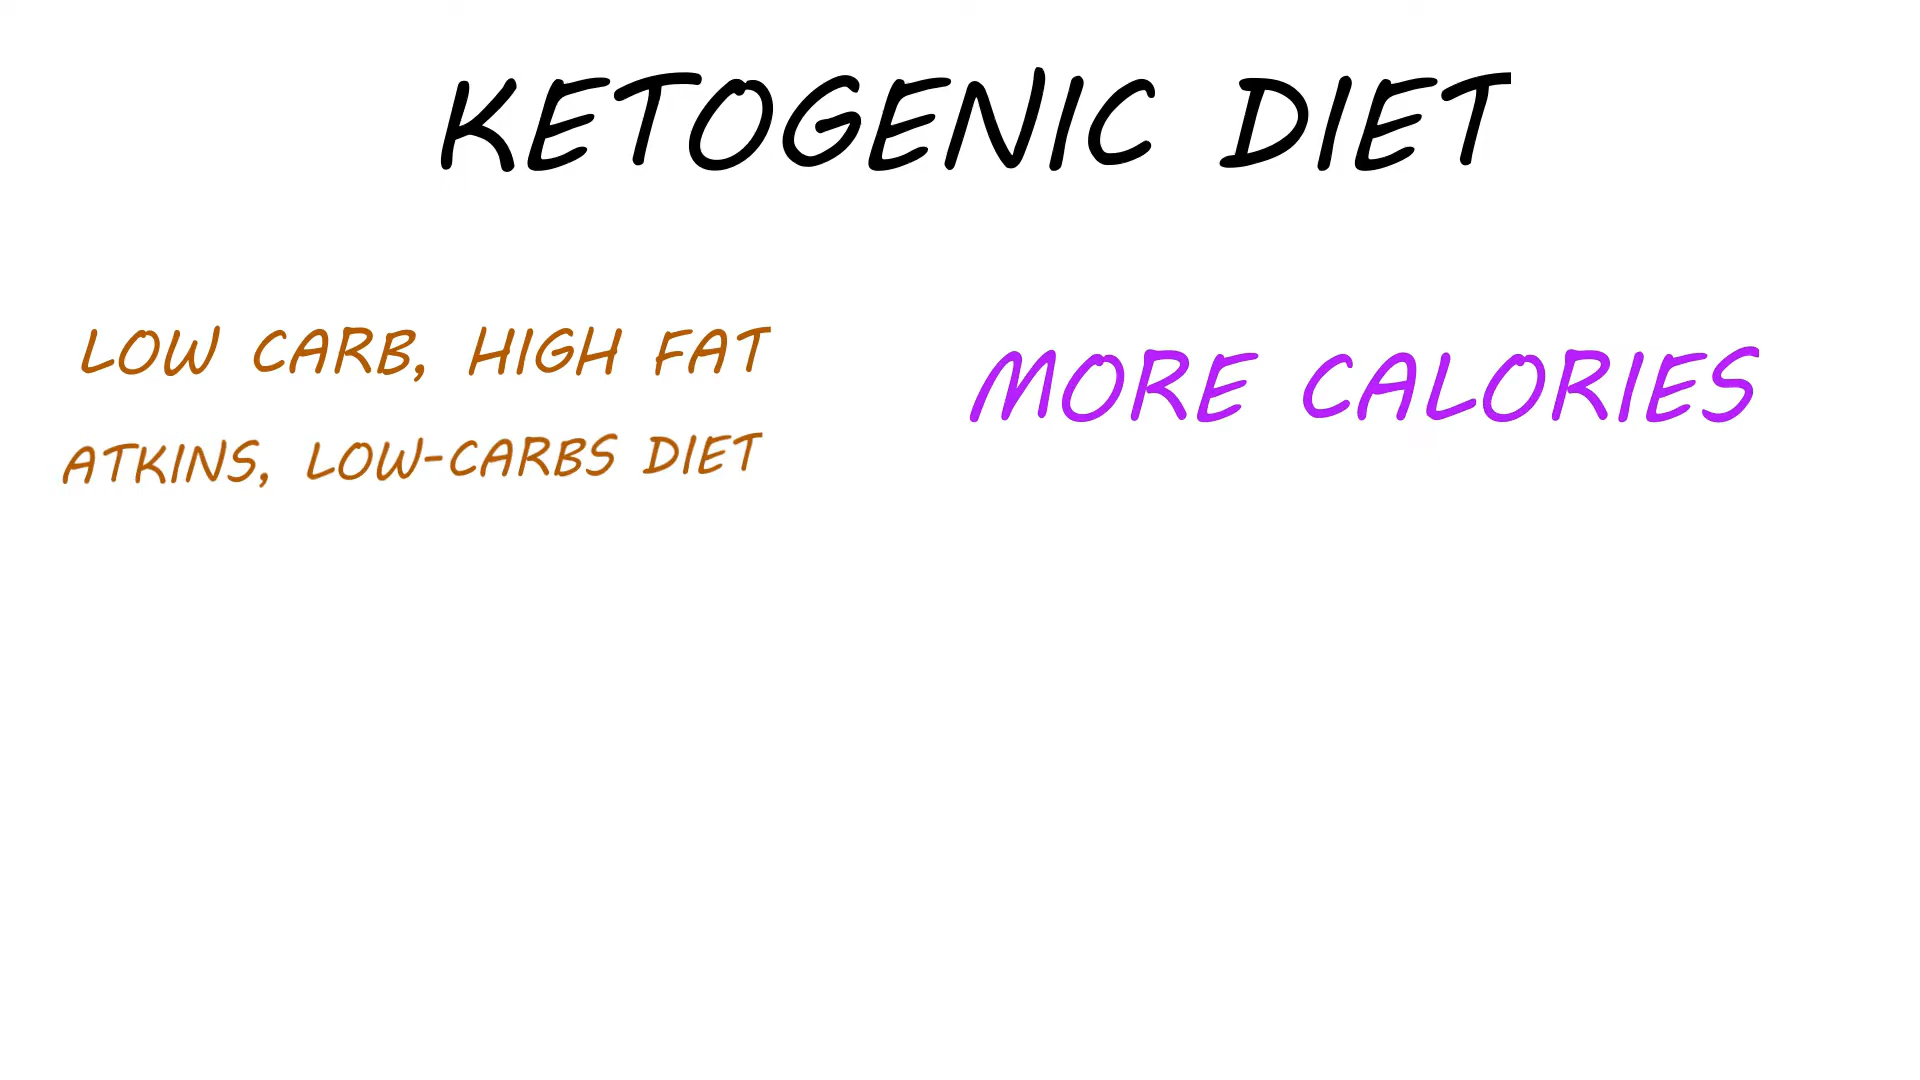 KETOGENIC DIET
LOW CARB, HIGH FAT
ATKINS, LOW-CARBS DIET
MORE CALORIES